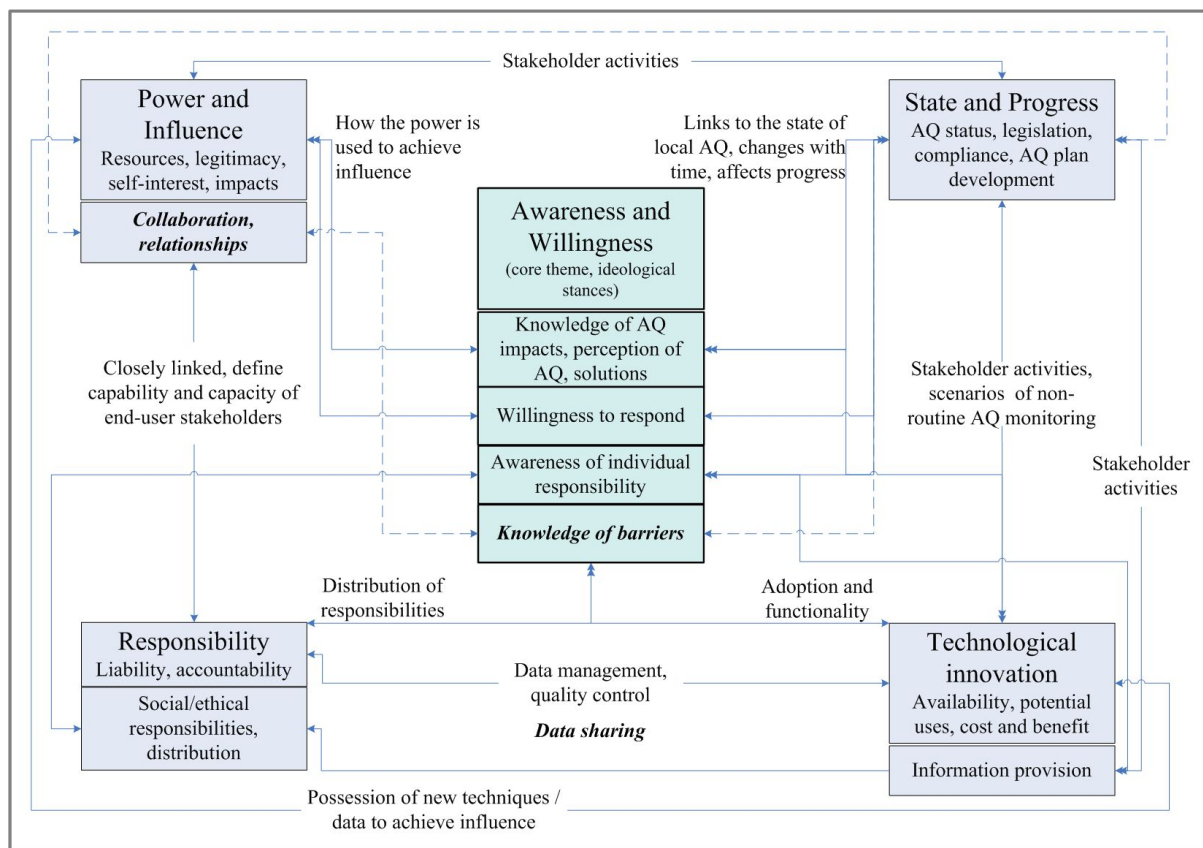 Stakeholder activities
Power and
Influence
Resources, legitimacy,
self-interest, impacts
Collaboration,
relationships
How the power is
used to achieve
influence
Links to the state of
local AQ, changes with
time, affects progress
State and Progress
AQ status, legislation,
compliance, AQ plan
development
Awareness and
Willingness
(core theme, ideological
stances)
Knowledge of AQ
impacts, perception of
AQ, solutions
Willingness to respond
Awareness of individual
responsibility
Knowledge of barriers
Closely linked, define
capability and capacity of
end-user stakeholders
Stakeholder activities,
scenarios of non-
routine AQ monitoring
Stakeholder
activities
Distribution of
responsibilities
Adoption and
functionality
Responsibility
Liability, accountability
Social/ethical
responsibilities,
distribution
Data management,
quality control
Data sharing
Technological
innovation
Availability, potential
uses, cost and benefit
Information provision
Possession of new techniques /
data to achieve influence